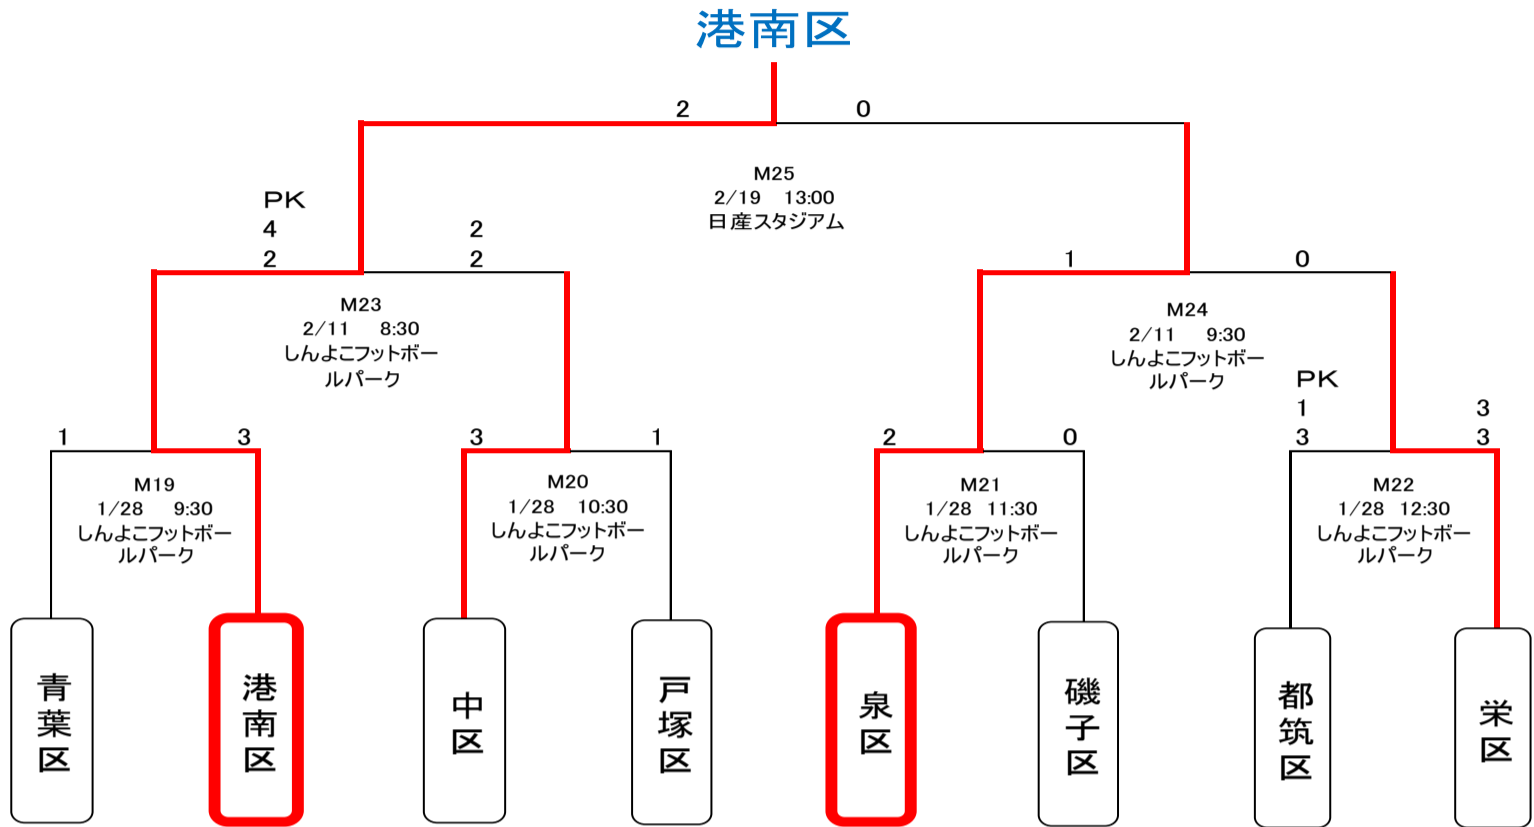 港南区
2 0
M25
2/19 13:00
日産スタジアム
PK
4 2
2 2
1 0
M23
2/11 8:30
しんよこフットボー
ルパーク
M24
2/11 9:30
しんよこフットボー
ルパーク
PK
1 3
1 3 3 1 2 0 3 3
M19
1/28 9:30
しんよこフットボー
ルパーク
M20
1/28 10:30
しんよこフットボー
ルパーク
M21
1/28 11:30
しんよこフットボー
ルパーク
M22
1/28 12:30
しんよこフットボー
ルパーク
青葉区
港南区
中区
戸塚区
泉区
磯子区
都筑区
栄区